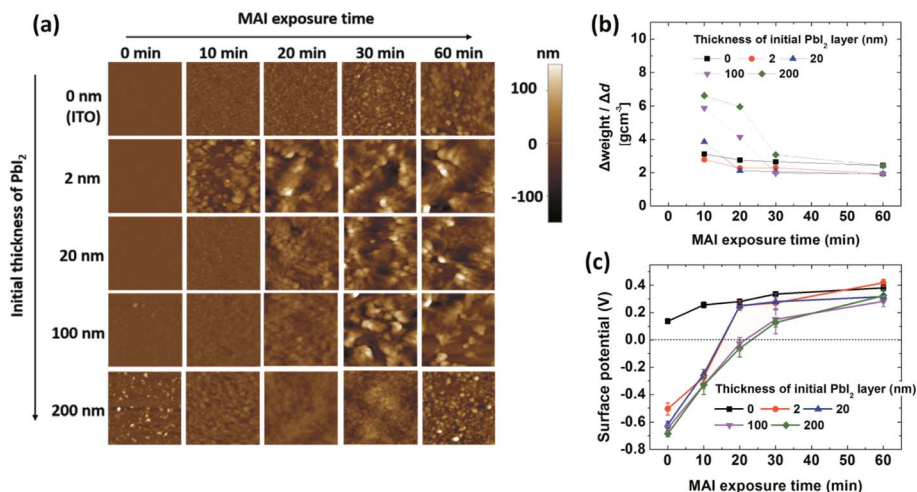 (a)
MAI exposure time
0 min 10 min 20 min 30 min 60 min
nm
100
0
-100
Initial thickness of PbI₂
0 nm
(ITO)
2 nm
20 nm
100 nm
200 nm
(b)
Δweight / Δd
[gcm⁻³]
10
8
6
4
2
0
Thickness of initial PbI₂ layer (nm)
0 2 20
100 200
0 10 20 30 40 50 60
MAI exposure time (min)
(c)
Surface potential (V)
0.4
0.2
0.0
-0.2
-0.4
-0.6
-0.8
Thickness of initial PbI₂ layer (nm)
0 2 20
100 200
0 10 20 30 40 50 60
MAI exposure time (min)